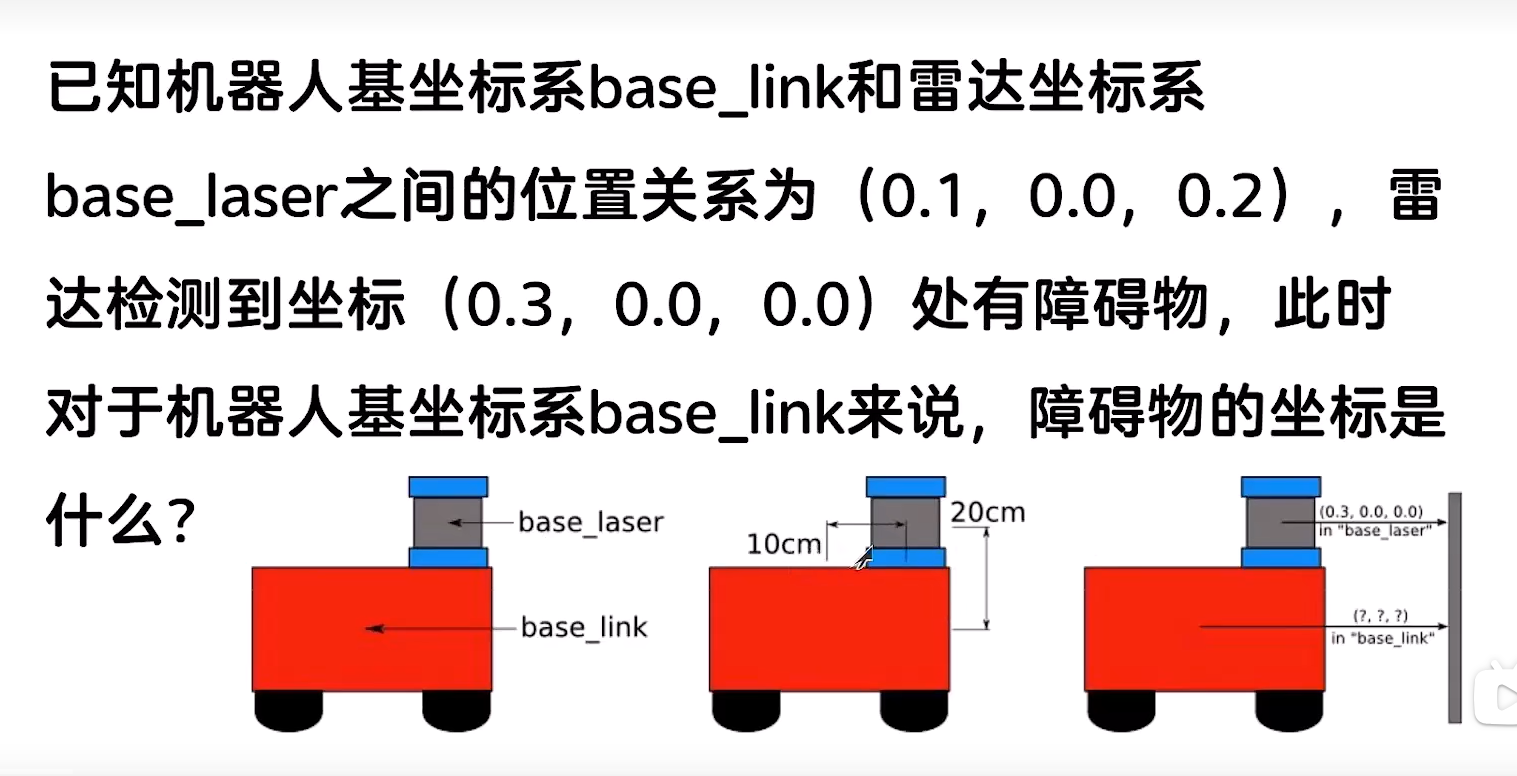 已知机器人基坐标系base_link和雷达坐标系
base_laser之间的位置关系为（0.1，0.0，0.2），雷
达检测到坐标（0.3，0.0，0.0）处有障碍物，此时
对于机器人基坐标系base_link来说，障碍物的坐标是
什么？
base_laser
base_link
20cm
10cm
(0.3, 0.0, 0.0)
in "base_laser"
(?, ?, ?)
in "base_link"